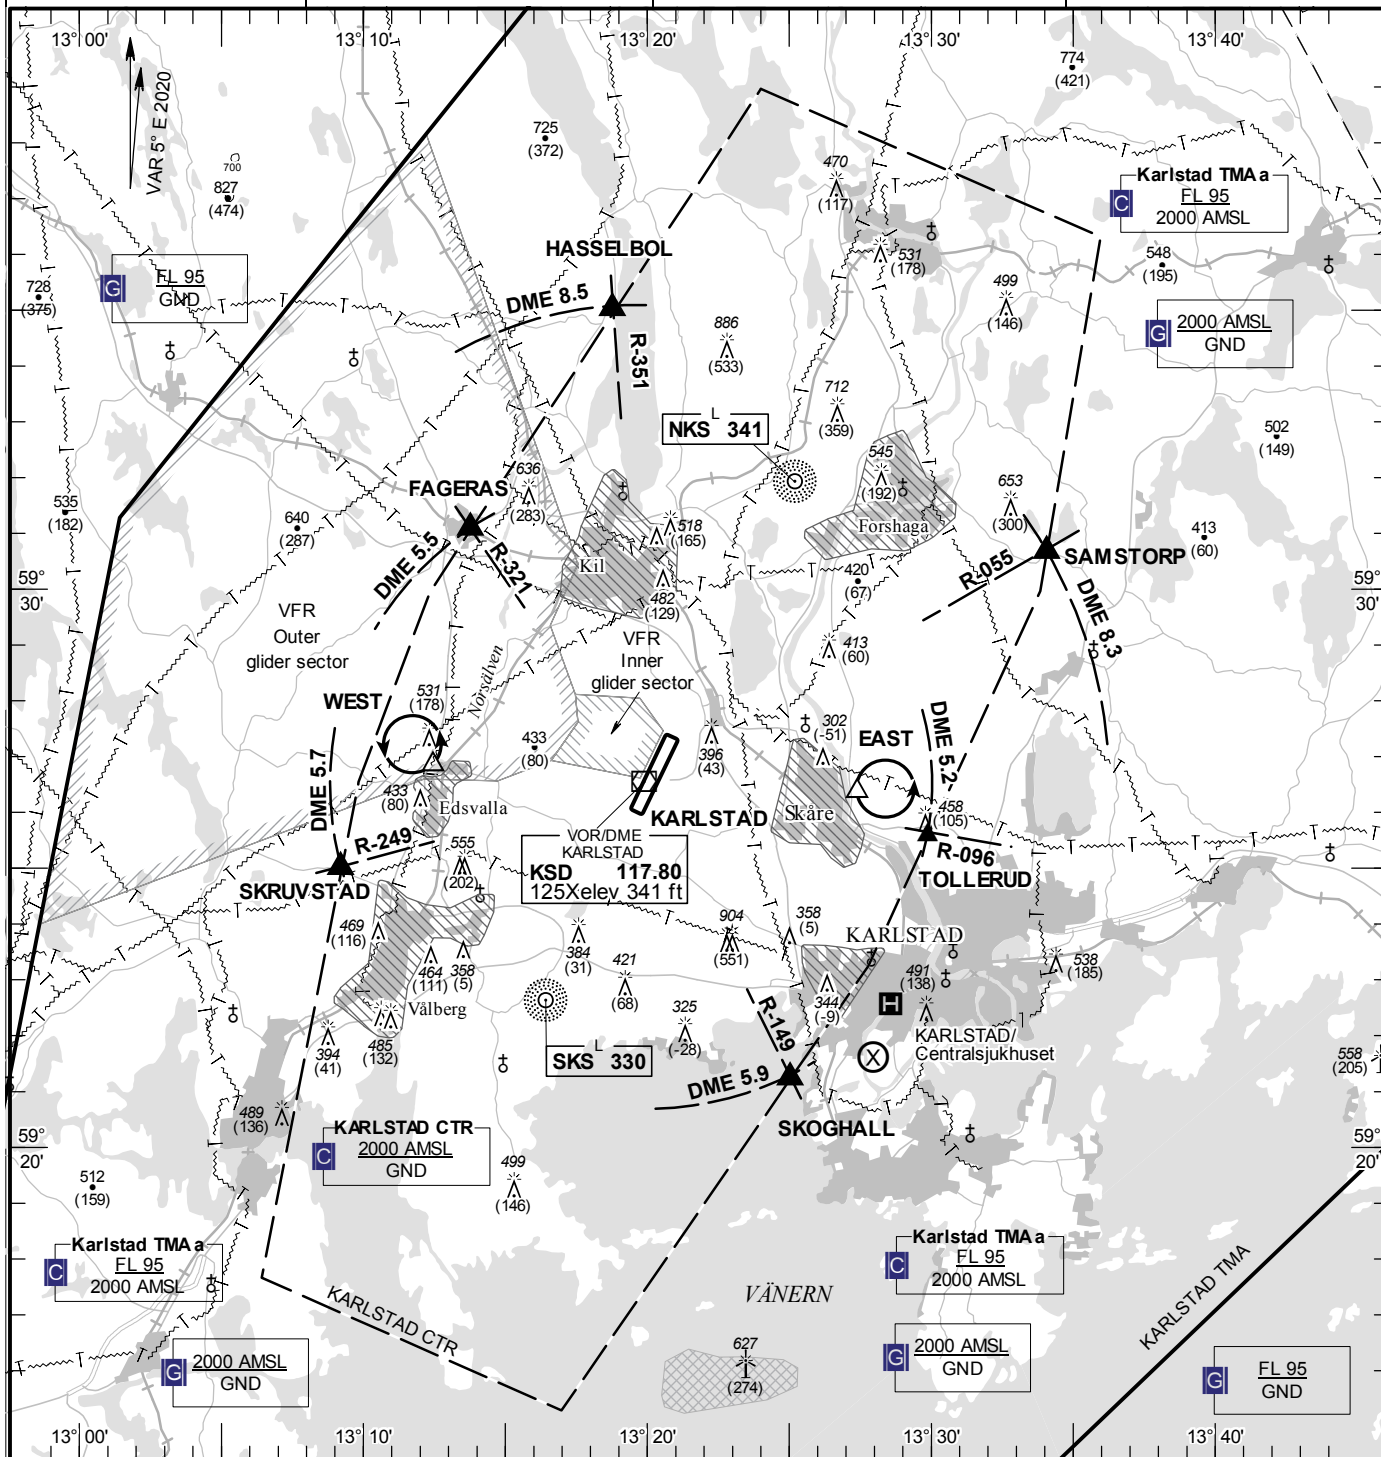 13° 00'
13° 10'
13° 20'
13° 30'
13° 40'
VAR 5° E 2020
700
827
(474)
725
(372)
774
(421)
470
(117)
Karlstad TMA a
C
FL 95
2000 AMSL
HASSELBOL
531
(178)
548
(195)
G
FL 95
GND
728
(375)
DME 8.5
R-351
499
(146)
G
2000 AMSL
GND
886
(533)
712
(359)
L
NKS 341
502
(149)
545
(192)
636
(283)
FAGERAS
653
(300)
535
(182)
640
(287)
518
(165)
Forshaga
413
(60)
SAMSTORP
DME 5.5
R-321
Kil
R-055
420
(67)
59°
30'
482
(129)
59°
30'
VFR
Outer
glider sector
VFR
Inner
glider sector
DME 8.3
413
(60)
Norsälven
531
(178)
WEST
302
(-51)
EAST
DME 5.2
433
(80)
396
(43)
DME 5.7
433
(80)
Edsvalla
KARLSTAD
Skåre
458
(105)
VOR/DME
KARLSTAD
KSD 117.80
125X elev 341 ft
R-249
R-096
TOLLERUD
555
(202)
SKRUVSTAD
469
(116)
384
(31)
904
(551)
358
(5)
KARLSTAD
464
(111)
358
(5)
421
(68)
491
(138)
538
(185)
344
(-9)
H
Vålberg
325
(-28)
R-149
394
(41)
485
(132)
L
SKS 330
KARLSTAD/
Centralsjukhuset
X
558
(205)
DME 5.9
SKOGHALL
489
(136)
KARLSTAD CTR
C
2000 AMSL
GND
59°
20'
59°
20'
512
(159)
499
(146)
Karlstad TMA a
C
FL 95
2000 AMSL
Karlstad TMA a
C
FL 95
2000 AMSL
KARLSTAD TMA
VÄNERN
KARLSTAD CTR
G
2000 AMSL
GND
627
(274)
G
2000 AMSL
GND
G
FL 95
GND
13° 00'
13° 10'
13° 20'
13° 30'
13° 40'